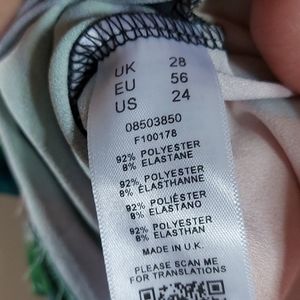 UK 28
EU 56
US 24
08503850
F100178
92% POLYESTER
8% ELASTANE
92% POLYESTER
8% ELASTHANNE
92% POLIÉSTER
8% ELASTANO
92% POLYESTER
8% ELASTHAN
MADE IN U.K.
PLEASE SCAN ME
FOR TRANSLATIONS